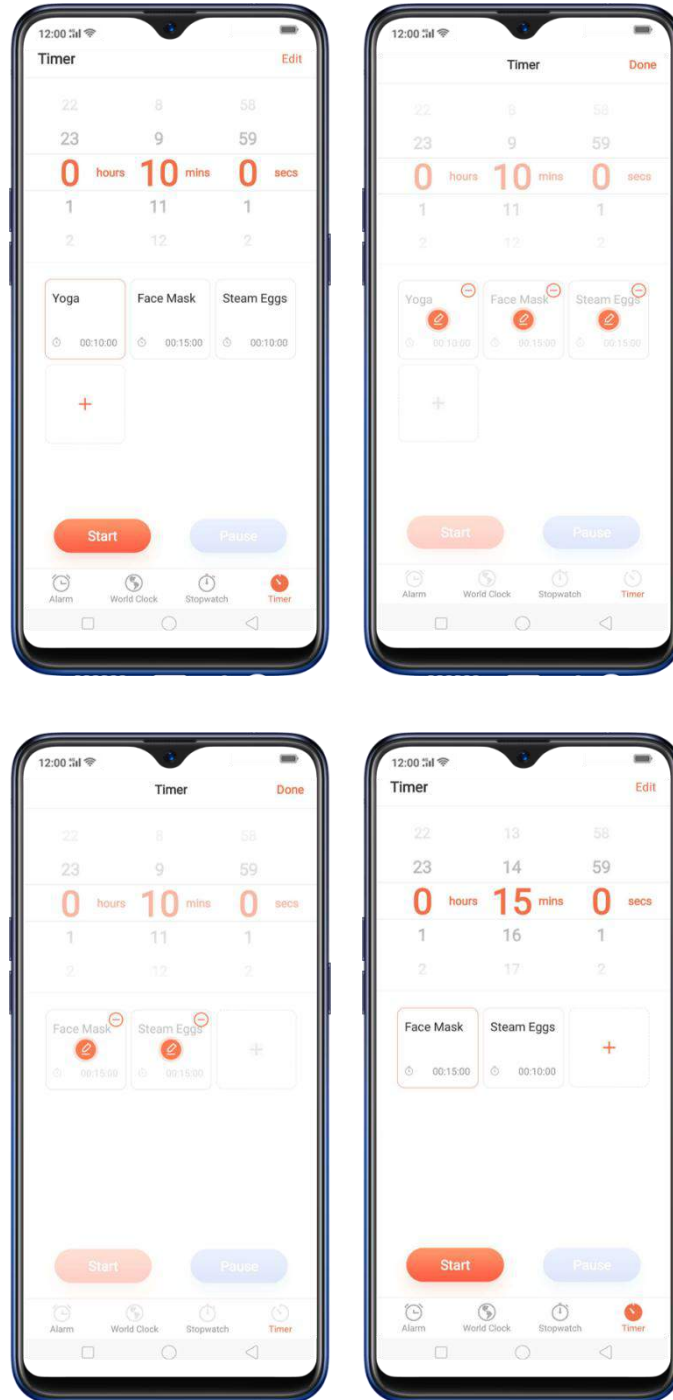 12:00
Timer Edit
22 8 58
23 9 59
0 hours 10 mins 0 secs
1 11 1
2 12 2
Yoga Face Mask Steam Eggs
00:10:00 00:15:00 00:10:00
+
Start Pause
Alarm World Clock Stopwatch Timer
12:00
Timer Done
22 8 58
23 9 59
0 hours 10 mins 0 secs
1 11 1
2 12 2
Yoga Face Mask Steam Eggs
00:10:00 00:15:00 00:15:00
+
Start Pause
Alarm World Clock Stopwatch Timer
12:00
Timer Done
22 8 58
23 9 59
0 hours 10 mins 0 secs
1 11 1
2 12 2
Face Mask Steam Eggs +
00:15:00 00:15:00
Start Pause
Alarm World Clock Stopwatch Timer
12:00
Timer Edit
22 13 58
23 14 59
0 hours 15 mins 0 secs
1 16 1
2 17 2
Face Mask Steam Eggs +
00:15:00 00:10:00
Start Pause
Alarm World Clock Stopwatch Timer